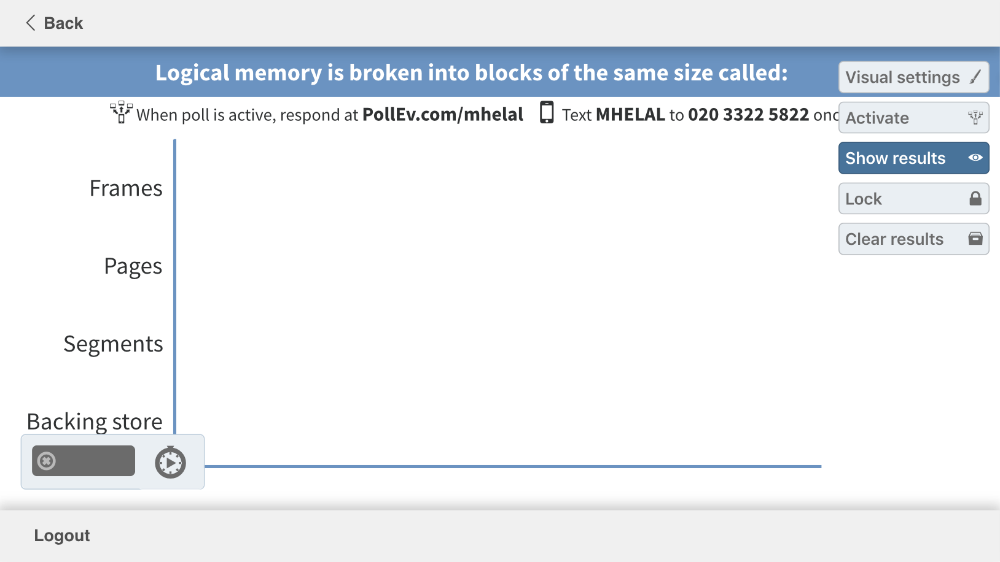 Back
Logical memory is broken into blocks of the same size called:
Visual settings
When poll is active, respond at PollEv.com/mhelal Text MHELAL to 020 3322 5822
Activate
Show results
Lock
Clear results
Frames
Pages
Segments
Backing store
Logout